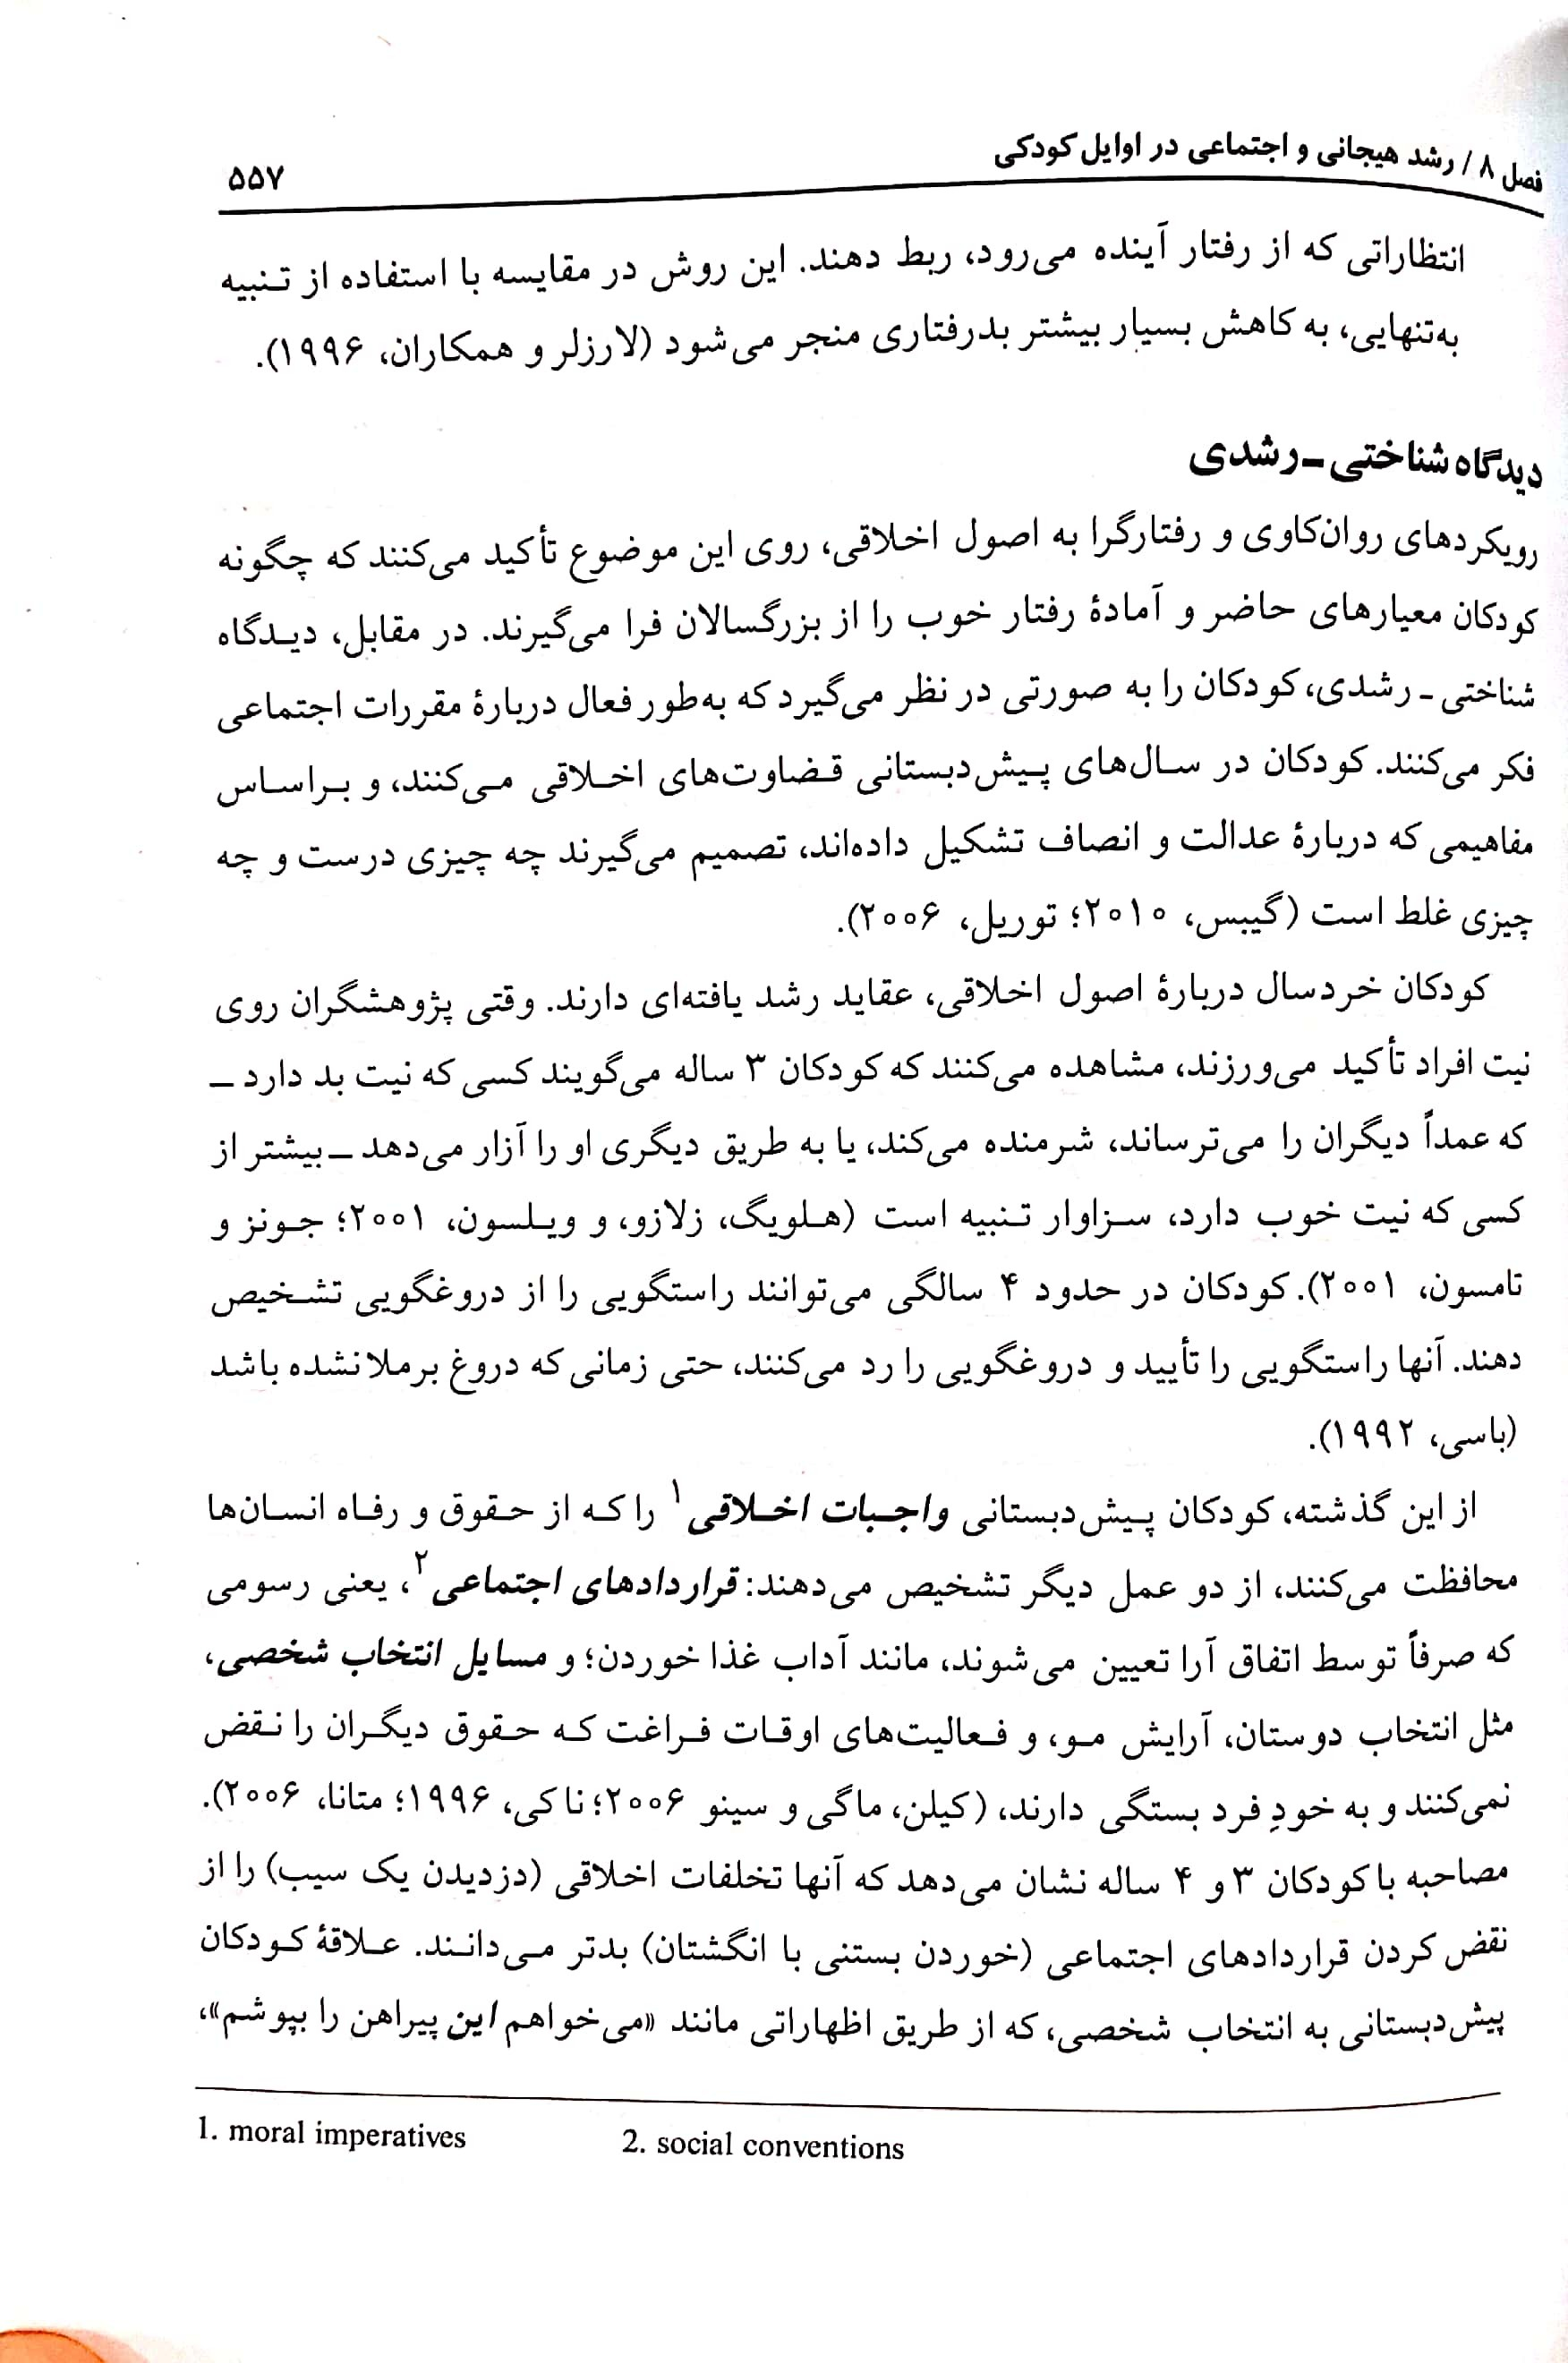 فصل ۸ / رشد هیجانی و اجتماعی در اوایل کودکی ۵۵۷
انتظاراتی که از رفتار آینده می‌رود، ربط دهند. این روش در مقایسه با استفاده از تنبیه
به‌تنهایی، به کاهش بسیار بیشتر بدرفتاری منجر می‌شود (لارزلر و همکاران، ۱۹۹۶).
دیدگاه شناختی ـ رشدی
رویکردهای روان‌کاوی و رفتارگرا به اصول اخلاقی، روی این موضوع تأکید می‌کنند که چگونه
کودکان معیارهای حاضر و آمادهٔ رفتار خوب را از بزرگسالان فرا می‌گیرند. در مقابل، دیدگاه
شناختی ـ رشدی، کودکان را به صورتی در نظر می‌گیرد که به‌طور فعال دربارهٔ مقررات اجتماعی
فکر می‌کنند. کودکان در سال‌های پیش‌دبستانی قضاوت‌های اخلاقی می‌کنند، و براساس
مفاهیمی که دربارهٔ عدالت و انصاف تشکیل داده‌اند، تصمیم می‌گیرند چه چیزی درست و چه
چیزی غلط است (گیبس، ۲۰۱۰؛ توریل، ۲۰۰۶).
کودکان خردسال دربارهٔ اصول اخلاقی، عقاید رشد یافته‌ای دارند. وقتی پژوهشگران روی
نیت افراد تأکید می‌ورزند، مشاهده می‌کنند که کودکان ۳ ساله می‌گویند کسی که نیت بد دارد ـ
که عمداً دیگران را می‌ترساند، شرمنده می‌کند، یا به طریق دیگری او را آزار می‌دهد ـ بیشتر از
کسی که نیت خوب دارد، سزاوار تنبیه است (هلویگ، زلازو، و ویلسون، ۲۰۰۱؛ جونز و
تامسون، ۲۰۰۱). کودکان در حدود ۴ سالگی می‌توانند راستگویی را از دروغگویی تشخیص
دهند. آنها راستگویی را تأیید و دروغگویی را رد می‌کنند، حتی زمانی که دروغ برملا نشده باشد
(باسی، ۱۹۹۲).
از این گذشته، کودکان پیش‌دبستانی واجبات اخلاقی۱ را که از حقوق و رفاه انسان‌ها
محافظت می‌کنند، از دو عمل دیگر تشخیص می‌دهند: قراردادهای اجتماعی۲، یعنی رسومی
که صرفاً توسط اتفاق آرا تعیین می‌شوند، مانند آداب غذا خوردن؛ و مسایل انتخاب شخصی،
مثل انتخاب دوستان، آرایش مو، و فعالیت‌های اوقات فراغت که حقوق دیگران را نقض
نمی‌کنند و به خودِ فرد بستگی دارند، (کیلن، ماگی و سینو ۲۰۰۶؛ ناکی، ۱۹۹۶؛ متانا، ۲۰۰۶).
مصاحبه با کودکان ۳ و ۴ ساله نشان می‌دهد که آنها تخلفات اخلاقی (دزدیدن یک سیب) را از
نقض کردن قراردادهای اجتماعی (خوردن بستنی با انگشتان) بدتر می‌دانند. علاقهٔ کودکان
پیش‌دبستانی به انتخاب شخصی، که از طریق اظهاراتی مانند «می‌خواهم این پیراهن را بپوشم»،
1. moral imperatives 2. social conventions